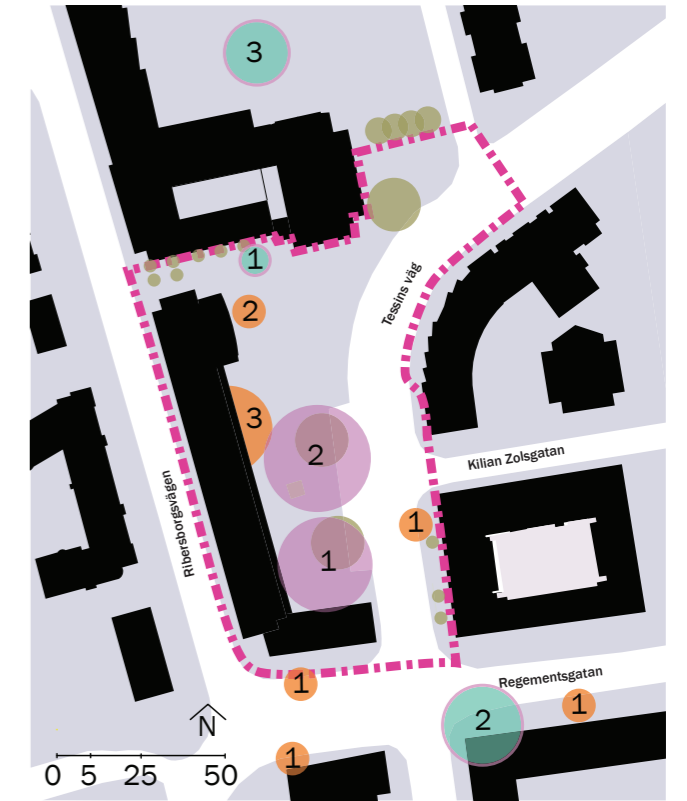 3
1
2
Tessins väg
3
2
Kilian Zolsgatan
Ribersborgsvägen
1
1
Regementsgatan
1
1
2
N
1
0 5 25 50